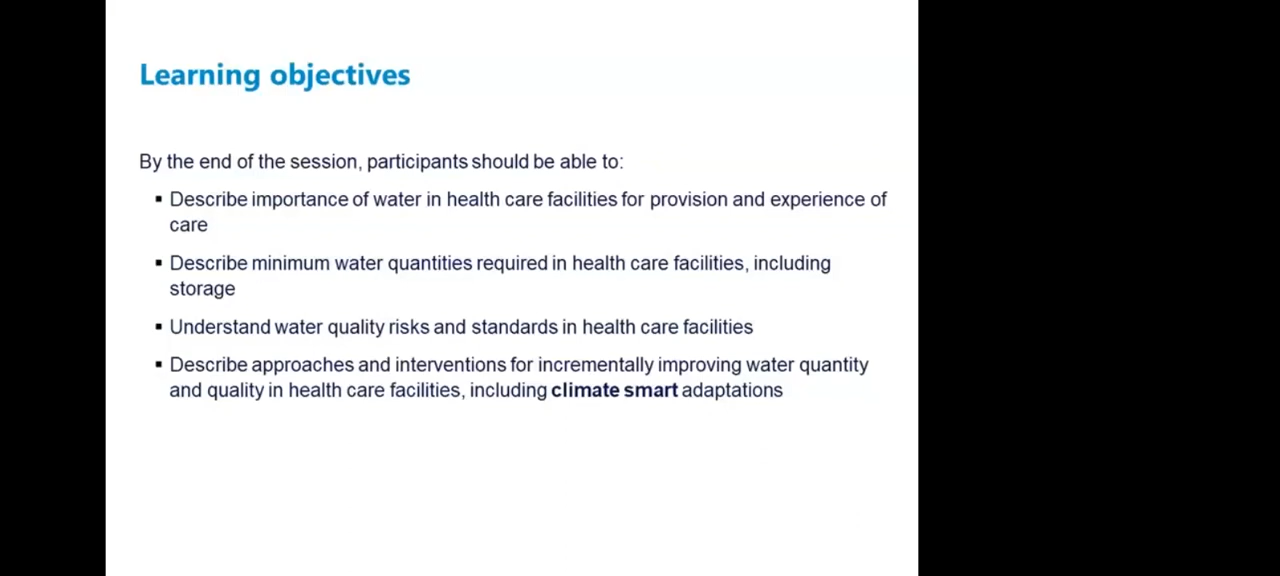 Learning objectives
By the end of the session, participants should be able to:
▪ Describe importance of water in health care facilities for provision and experience of
care
▪ Describe minimum water quantities required in health care facilities, including
storage
▪ Understand water quality risks and standards in health care facilities
▪ Describe approaches and interventions for incrementally improving water quantity
and quality in health care facilities, including climate smart adaptations